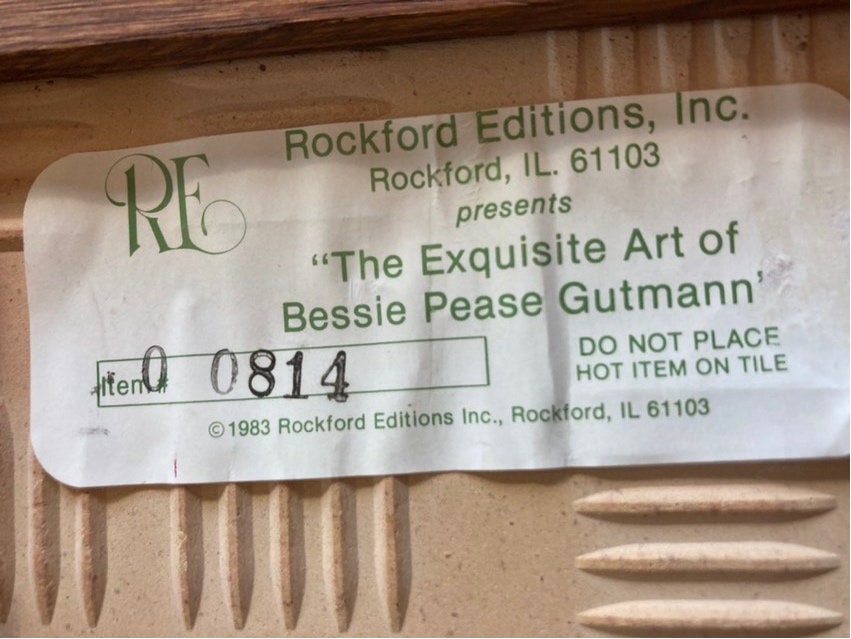 RE
Rockford Editions, Inc.
Rockford, IL. 61103
presents
“The Exquisite Art of
Bessie Pease Gutmann’
Item# 0 0814
DO NOT PLACE
HOT ITEM ON TILE
©1983 Rockford Editions Inc., Rockford, IL 61103